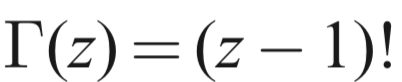 Γ(z) = (z − 1)!